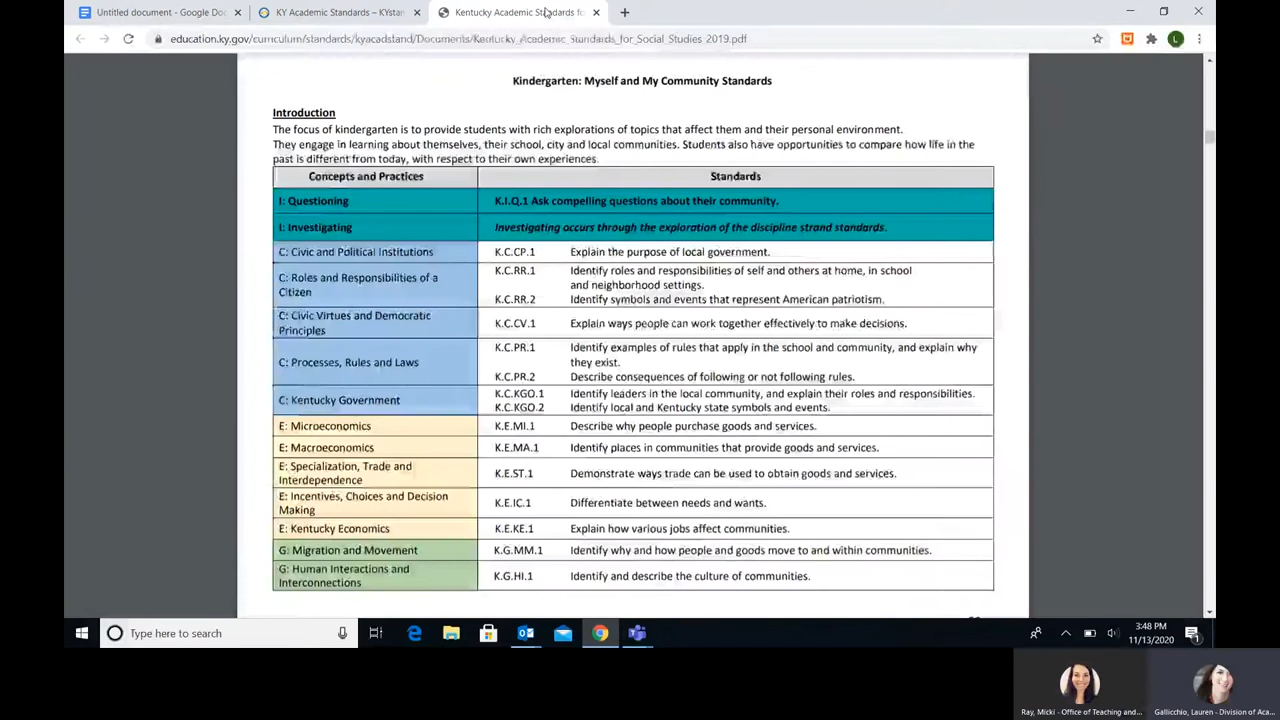 Untitled document - Google Doc
KY Academic Standards – KYstan
Kentucky Academic Standards fo
education.ky.gov/curriculum/standards/kyacadstand/Documents/Kentucky_Academic_Standards_for_Social_Studies_2019.pdf
L
Kindergarten: Myself and My Community Standards
Introduction
The focus of kindergarten is to provide students with rich explorations of topics that affect them and their personal environment.
They engage in learning about themselves, their school, city and local communities. Students also have opportunities to compare how life in the
past is different from today, with respect to their own experiences.
Concepts and Practices Standards
I: Questioning K.I.Q.1 Ask compelling questions about their community.
I: Investigating Investigating occurs through the exploration of the discipline strand standards.
C: Civic and Political Institutions K.C.CP.1 Explain the purpose of local government.
C: Roles and Responsibilities of a
Citizen
K.C.RR.1 Identify roles and responsibilities of self and others at home, in school
and neighborhood settings.
K.C.RR.2 Identify symbols and events that represent American patriotism.
C: Civic Virtues and Democratic
Principles
K.C.CV.1 Explain ways people can work together effectively to make decisions.
C: Processes, Rules and Laws
K.C.PR.1 Identify examples of rules that apply in the school and community, and explain why
they exist.
K.C.PR.2 Describe consequences of following or not following rules.
C: Kentucky Government
K.C.KGO.1 Identify leaders in the local community, and explain their roles and responsibilities.
K.C.KGO.2 Identify local and Kentucky state symbols and events.
E: Microeconomics K.E.MI.1 Describe why people purchase goods and services.
E: Macroeconomics K.E.MA.1 Identify places in communities that provide goods and services.
E: Specialization, Trade and
Interdependence
K.E.ST.1 Demonstrate ways trade can be used to obtain goods and services.
E: Incentives, Choices and Decision
Making
K.E.IC.1 Differentiate between needs and wants.
E: Kentucky Economics K.E.KE.1 Explain how various jobs affect communities.
G: Migration and Movement K.G.MM.1 Identify why and how people and goods move to and within communities.
G: Human Interactions and
Interconnections
K.G.HI.1 Identify and describe the culture of communities.
Type here to search
3:48 PM
11/13/2020
1
Ray, Micki - Office of Teaching and...
Gallicchio, Lauren - Division of Aca...